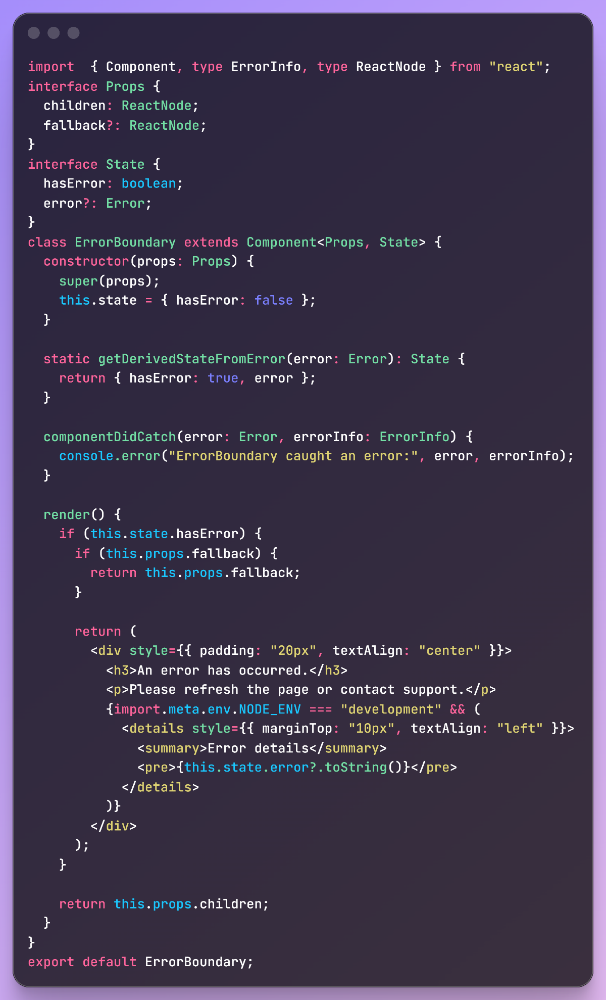 import  { Component, type ErrorInfo, type ReactNode } from "react";
interface Props {
  children: ReactNode;
  fallback?: ReactNode;
}
interface State {
  hasError: boolean;
  error?: Error;
}
class ErrorBoundary extends Component<Props, State> {
  constructor(props: Props) {
    super(props);
    this.state = { hasError: false };
  }

  static getDerivedStateFromError(error: Error): State {
    return { hasError: true, error };
  }

  componentDidCatch(error: Error, errorInfo: ErrorInfo) {
    console.error("ErrorBoundary caught an error:", error, errorInfo);
  }

  render() {
    if (this.state.hasError) {
      if (this.props.fallback) {
        return this.props.fallback;
      }

      return (
        <div style={{ padding: "20px", textAlign: "center" }}>
          <h3>An error has occurred.</h3>
          <p>Please refresh the page or contact support.</p>
          {import.meta.env.NODE_ENV === "development" && (
            <details style={{ marginTop: "10px", textAlign: "left" }}>
              <summary>Error details</summary>
              <pre>{this.state.error?.toString()}</pre>
            </details>
          )}
        </div>
      );
    }

    return this.props.children;
  }
}
export default ErrorBoundary;